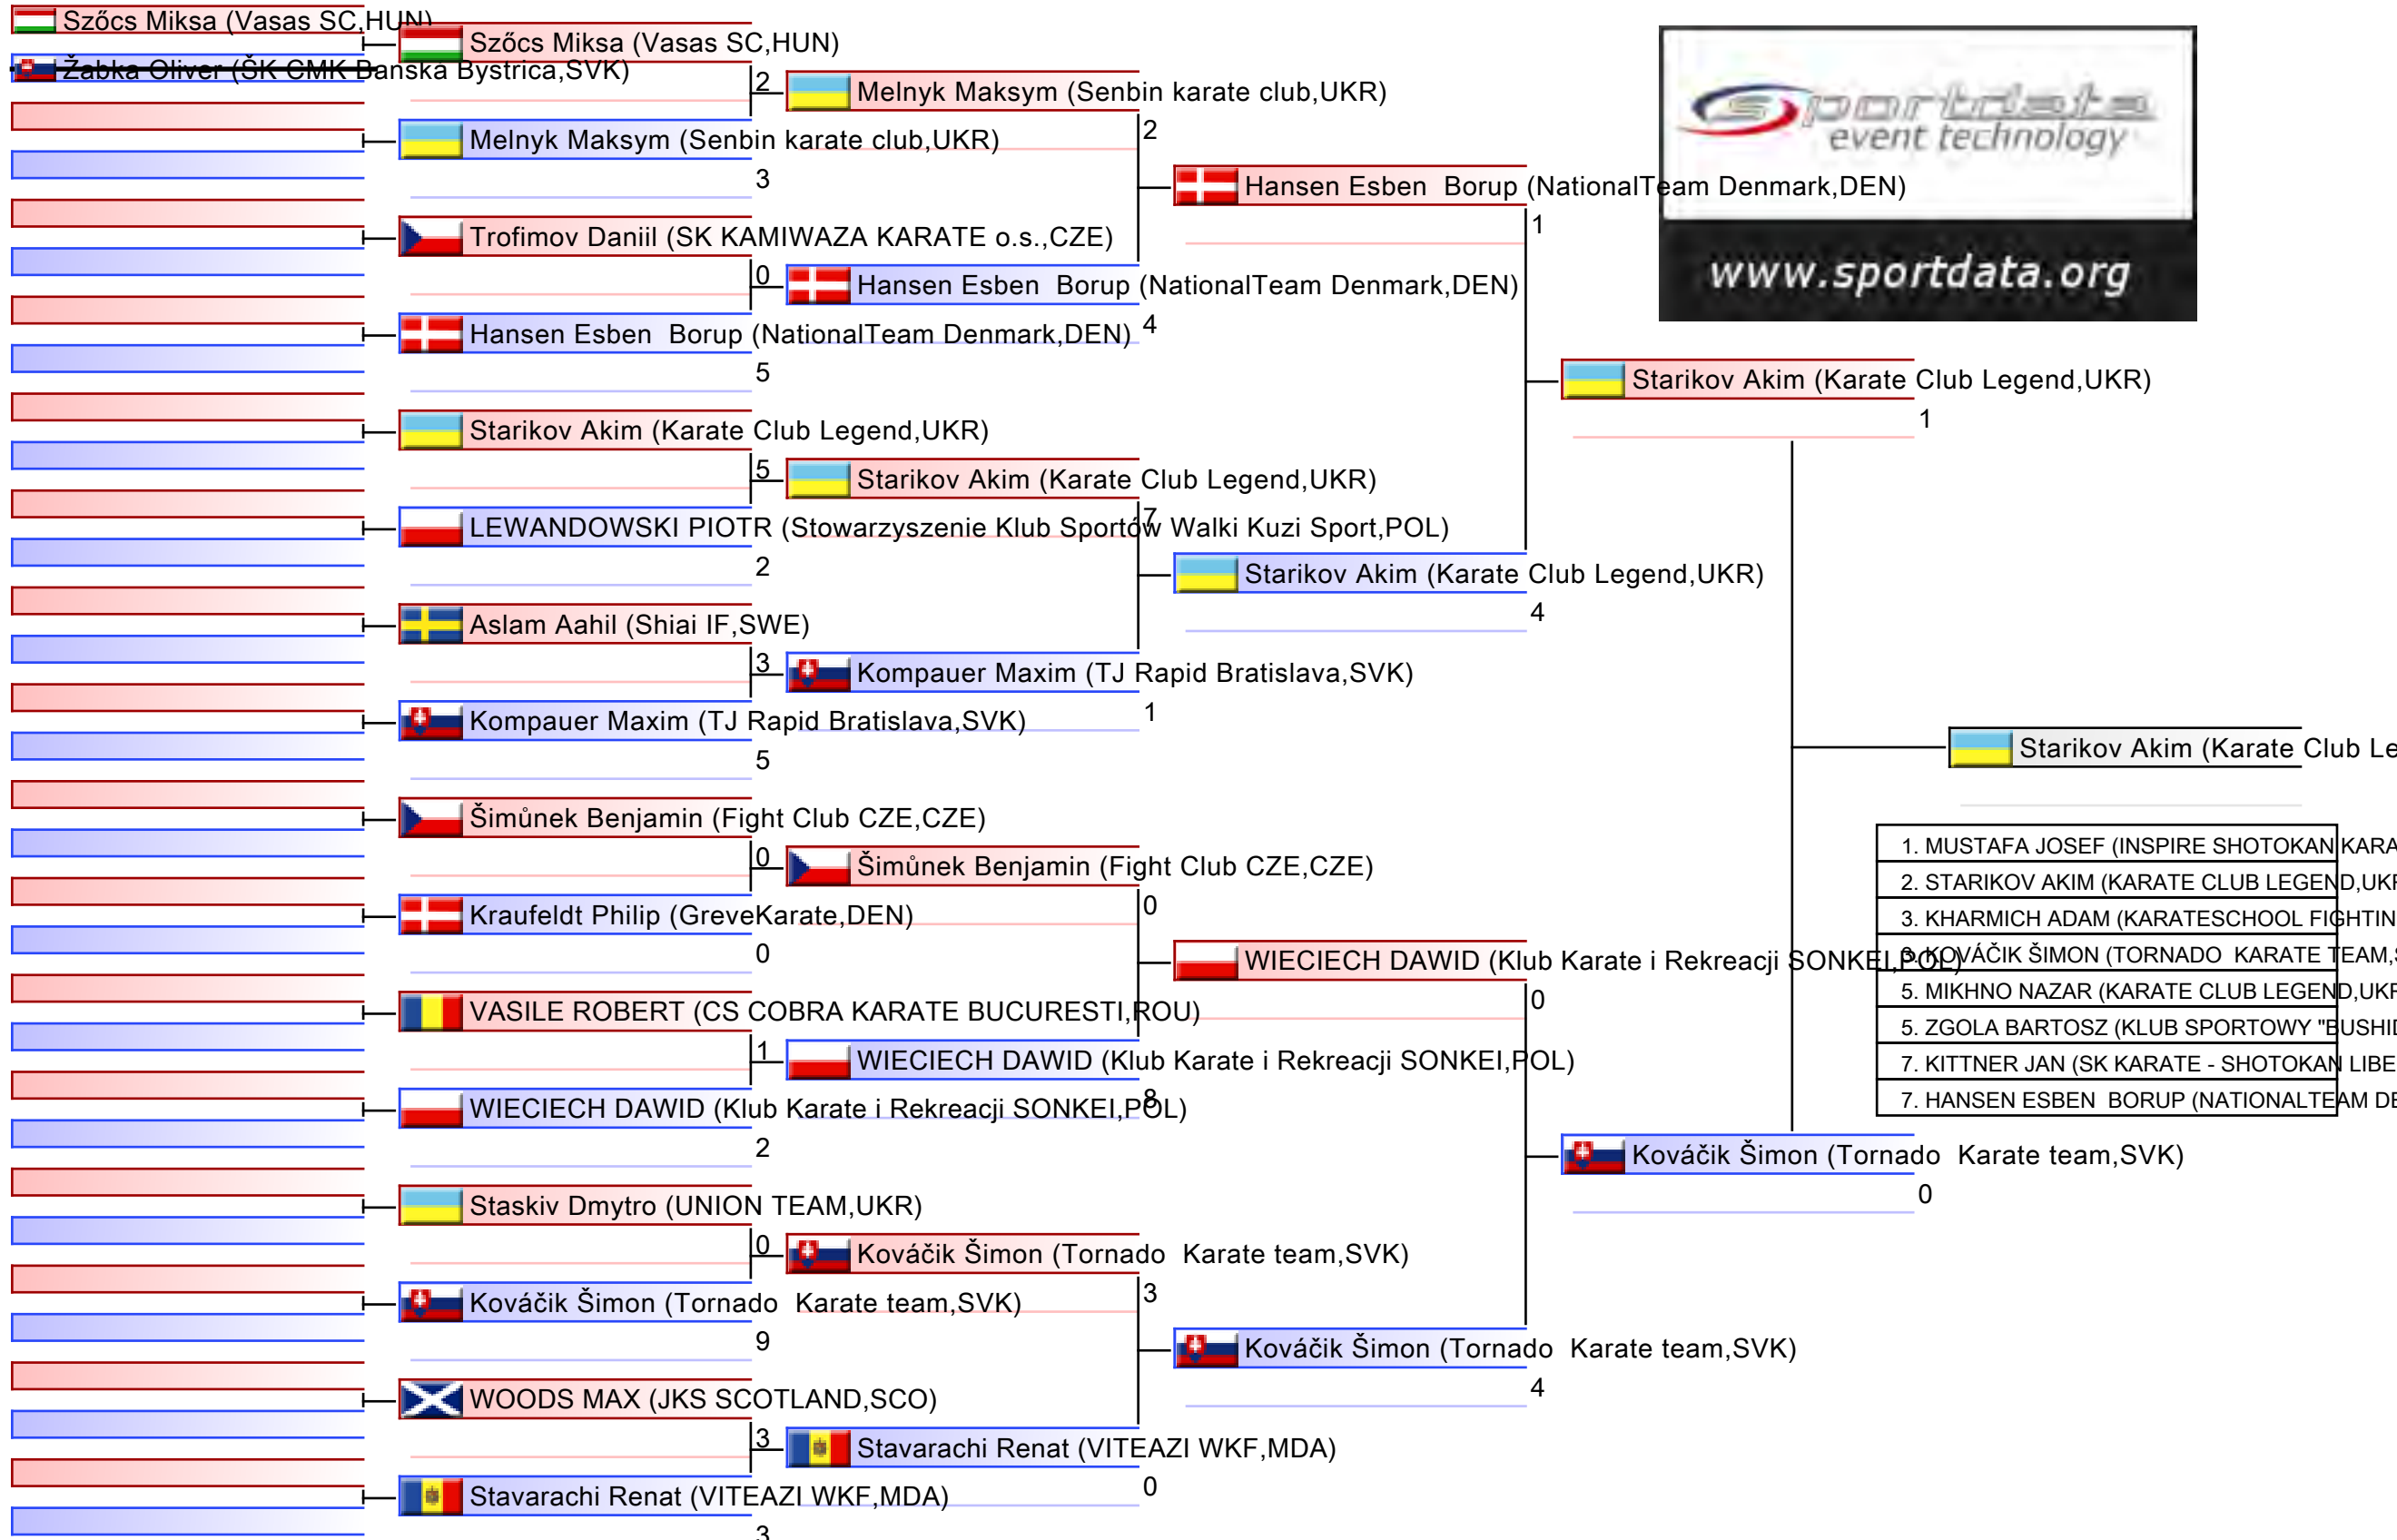 Szőcs Miksa (Vasas SC,HUN)
Žabka Oliver (ŠK CMK Banská Bystrica,SVK)
Szőcs Miksa (Vasas SC,HUN)
2
Melnyk Maksym (Senbin karate club,UKR)
3
Trofimov Daniil (SK KAMIWAZA KARATE o.s.,CZE)
0
Hansen Esben  Borup (NationalTeam Denmark,DEN)
5
Starikov Akim (Karate Club Legend,UKR)
5
LEWANDOWSKI PIOTR (Stowarzyszenie Klub Sportów Walki Kuzi Sport,POL)
2
Aslam Aahil (Shiai IF,SWE)
3
Kompauer Maxim (TJ Rapid Bratislava,SVK)
5
Šimůnek Benjamin (Fight Club CZE,CZE)
0
Kraufeldt Philip (GreveKarate,DEN)
0
VASILE ROBERT (CS COBRA KARATE BUCURESTI,ROU)
1
WIECIECH DAWID (Klub Karate i Rekreacji SONKEI,POL)
2
Staskiv Dmytro (UNION TEAM,UKR)
0
Kováčik Šimon (Tornado  Karate team,SVK)
9
WOODS MAX (JKS SCOTLAND,SCO)
3
Stavarachi Renat (VITEAZI WKF,MDA)
3
Melnyk Maksym (Senbin karate club,UKR)
2
Hansen Esben  Borup (NationalTeam Denmark,DEN)
4
Starikov Akim (Karate Club Legend,UKR)
7
Kompauer Maxim (TJ Rapid Bratislava,SVK)
1
Šimůnek Benjamin (Fight Club CZE,CZE)
0
WIECIECH DAWID (Klub Karate i Rekreacji SONKEI,POL)
8
Kováčik Šimon (Tornado  Karate team,SVK)
3
Stavarachi Renat (VITEAZI WKF,MDA)
0
Hansen Esben  Borup (NationalTeam Denmark,DEN)
1
Starikov Akim (Karate Club Legend,UKR)
4
WIECIECH DAWID (Klub Karate i Rekreacji SONKEI,POL)
0
Kováčik Šimon (Tornado  Karate team,SVK)
4
Starikov Akim (Karate Club Legend,UKR)
1
Kováčik Šimon (Tornado  Karate team,SVK)
0
sportdata
event technology
www.sportdata.org
Starikov Akim (Karate Club Le
1. MUSTAFA JOSEF (INSPIRE SHOTOKAN KARA
2. STARIKOV AKIM (KARATE CLUB LEGEND,UKR
3. KHARMICH ADAM (KARATESCHOOL FIGHTIN
3. KOVÁČIK ŠIMON (TORNADO  KARATE TEAM,S
5. MIKHNO NAZAR (KARATE CLUB LEGEND,UKR
5. ZGOLA BARTOSZ (KLUB SPORTOWY "BUSHID
7. KITTNER JAN (SK KARATE - SHOTOKAN LIBE
7. HANSEN ESBEN  BORUP (NATIONALTEAM DE